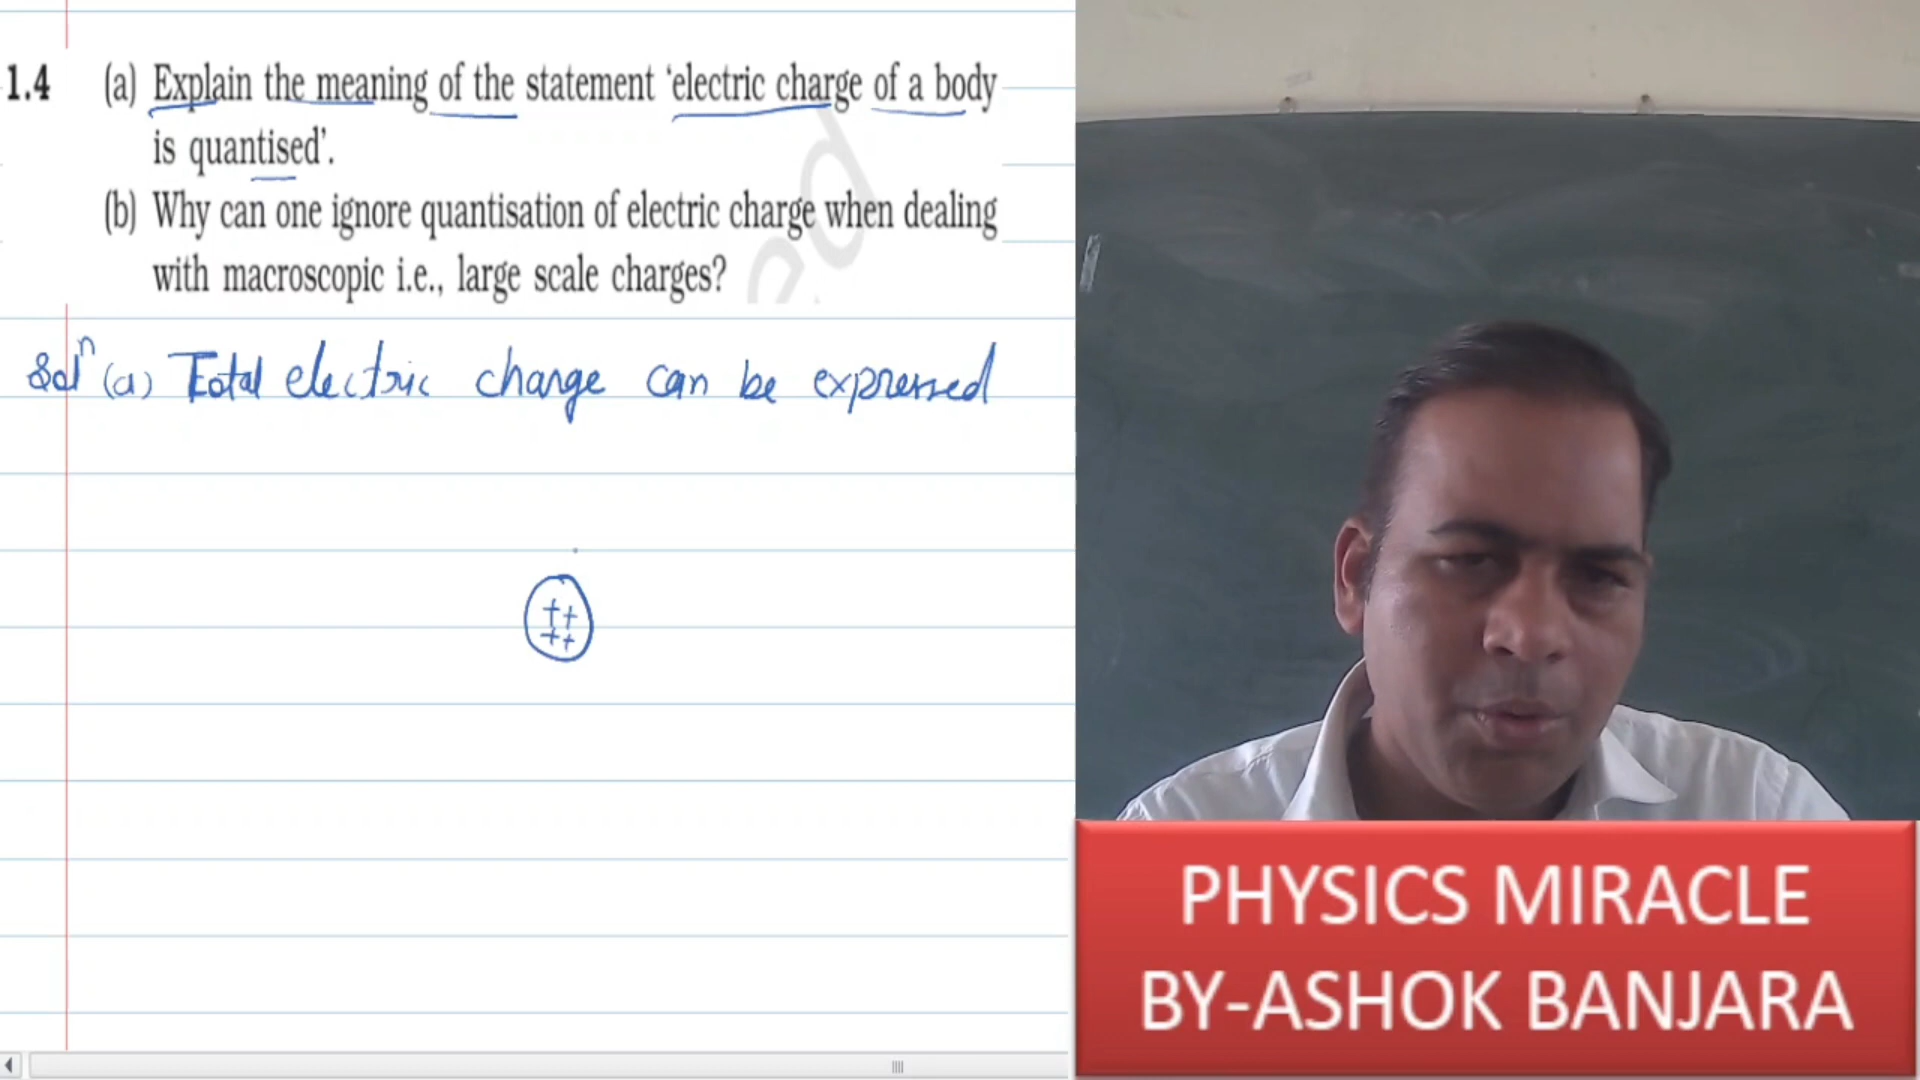 1.4 (a) Explain the meaning of the statement ‘electric charge of a body
is quantised’.
(b) Why can one ignore quantisation of electric charge when dealing
with macroscopic i.e., large scale charges?
Solⁿ (a) Total electric charge can be expressed
++
++
PHYSICS MIRACLE
BY-ASHOK BANJARA